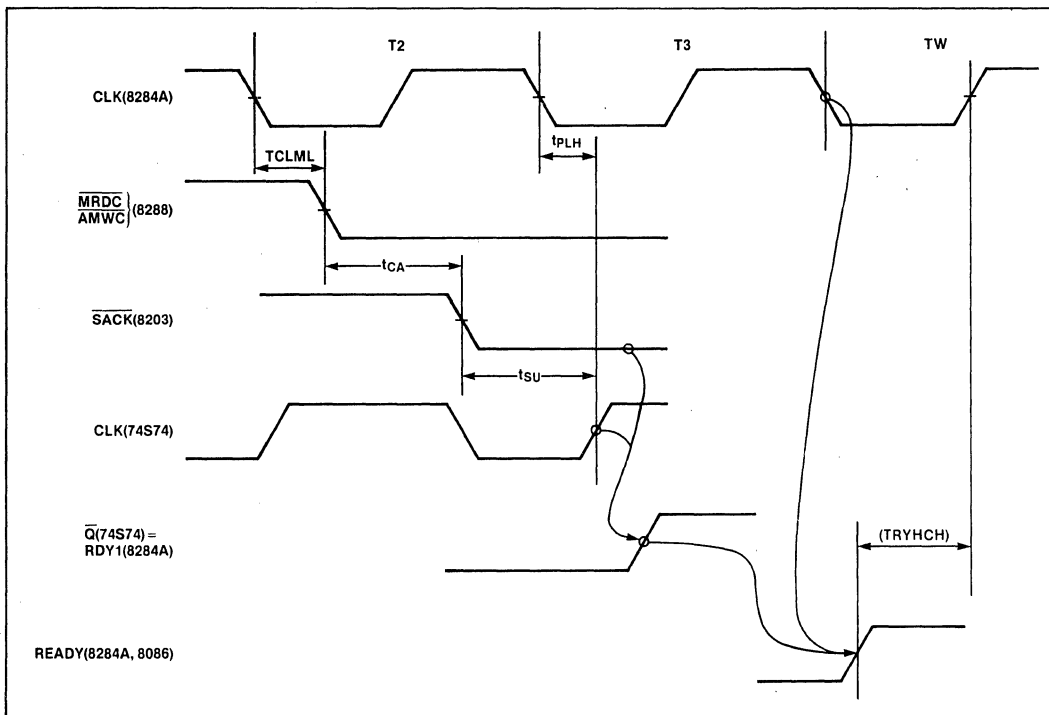 T2 T3 TW
CLK(8284A)
tPLH
TCLML
MRDC
AMWC } (8288)
tCA
SACK(8203)
tSU
CLK(74S74)
Q(74S74) =
RDY1(8284A)
(TRYHCH)
READY(8284A, 8086)